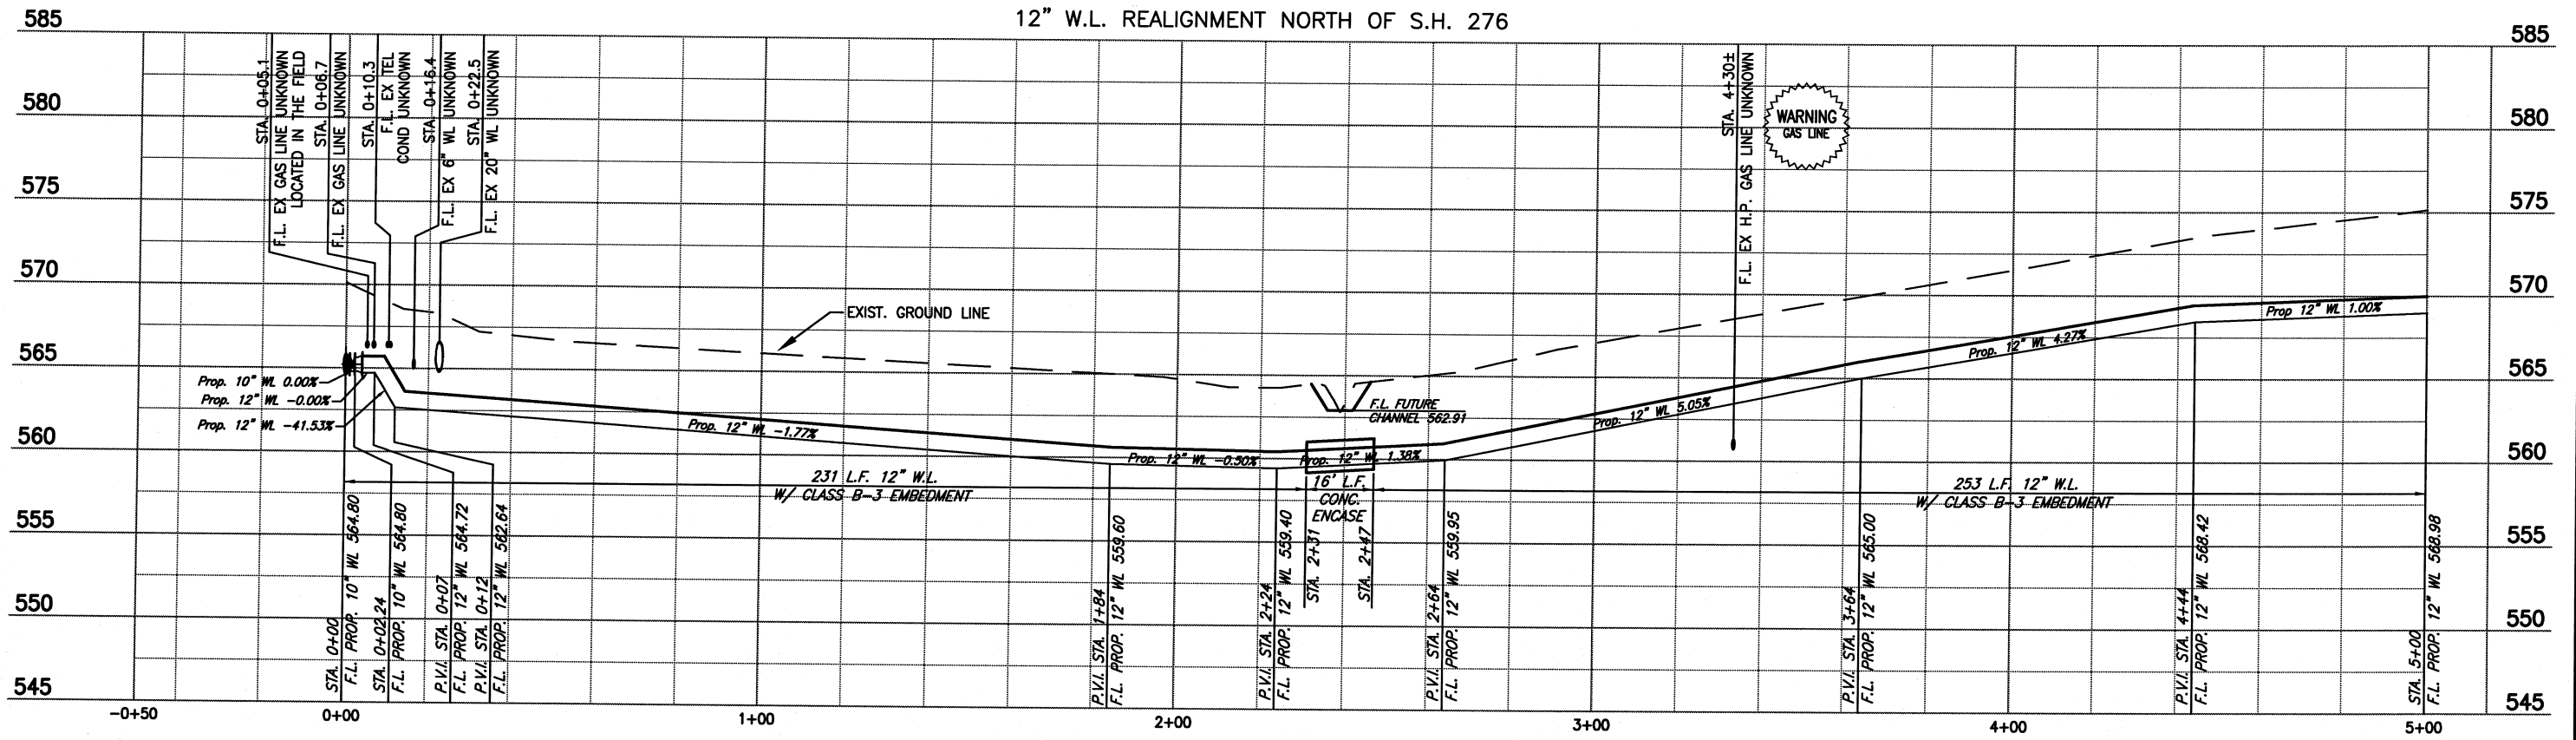 12" W.L. REALIGNMENT NORTH OF S.H. 276
585
580
575
570
565
560
555
550
545
585
580
575
570
565
560
555
550
545
STA. 0+05.1
F.L. EX GAS LINE UNKNOWN
LOCATED IN THE FIELD
STA. 0+06.7
F.L. EX GAS LINE UNKNOWN
STA. 0+10.3
F.L. EX TEL
COND UNKNOWN
STA. 0+16.4
F.L. EX 6" WL UNKNOWN
STA. 0+22.5
F.L. EX 20" WL UNKNOWN
STA. 4+30±
F.L. EX H.P. GAS LINE UNKNOWN
WARNING
GAS LINE
EXIST. GROUND LINE
Prop. 10" WL 0.00%
Prop. 12" WL -0.00%
Prop. 12" WL -41.53%
Prop. 12" WL -1.77%
Prop. 12" WL -0.50%
Prop. 12" WL 1.38%
Prop. 12" WL 5.05%
Prop. 12" WL 4.27%
Prop 12" WL 1.00%
F.L. FUTURE
CHANNEL 562.91
231 L.F. 12" W.L.
W/ CLASS B-3 EMBEDMENT
16' L.F.
CONC.
ENCASE
253 L.F. 12" W.L.
W/ CLASS B-3 EMBEDMENT
STA. 0+00
F.L. PROP. 10" WL 564.80
STA. 0+02.24
F.L. PROP. 10" WL 564.80
P.V.I. STA. 0+07
F.L. PROP. 12" WL 564.72
P.V.I. STA. 0+12
F.L. PROP. 12" WL 562.64
P.V.I. STA. 1+84
F.L. PROP. 12" WL 559.60
P.V.I. STA. 2+24
F.L. PROP. 12" WL 559.40
STA. 2+31
STA. 2+47
P.V.I. STA. 2+64
F.L. PROP. 12" WL 559.95
P.V.I. STA. 3+64
F.L. PROP. 12" WL 565.00
P.V.I. STA. 4+44
F.L. PROP. 12" WL 568.42
STA. 5+00
F.L. PROP. 12" WL 568.98
-0+50
0+00
1+00
2+00
3+00
4+00
5+00